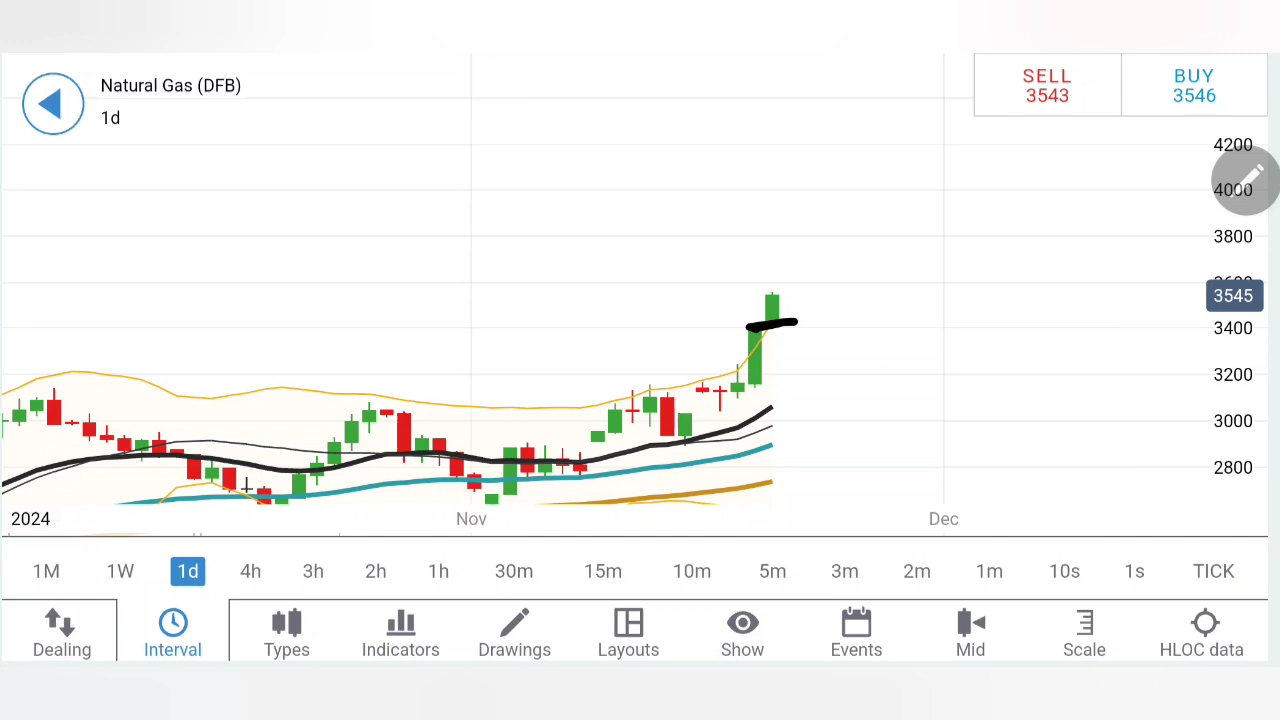 Natural Gas (DFB)
1d
SELL
3543
BUY
3546
4200
4000
3800
3545
3400
3200
3000
2800
2024
Nov
Dec
1M 1W 1d 4h 3h 2h 1h 30m 15m 10m 5m 3m 2m 1m 10s 1s TICK
Dealing Interval Types Indicators Drawings Layouts Show Events Mid Scale HLOC data